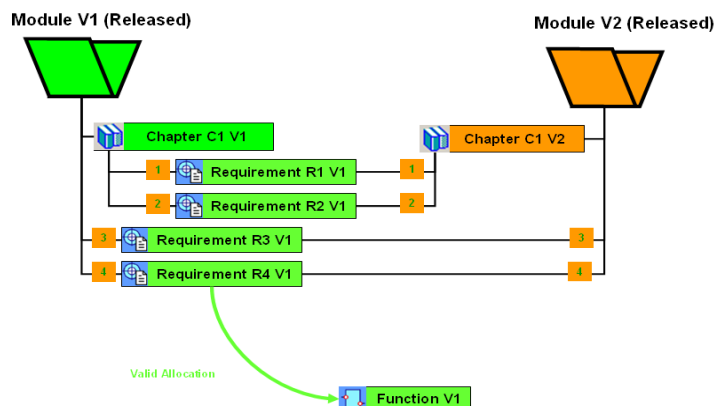 Module V1 (Released)
Module V2 (Released)
Chapter C1 V1
Chapter C1 V2
1 Requirement R1 V1 1
2 Requirement R2 V1 2
3 Requirement R3 V1 3
4 Requirement R4 V1 4
Valid Allocation
Function V1